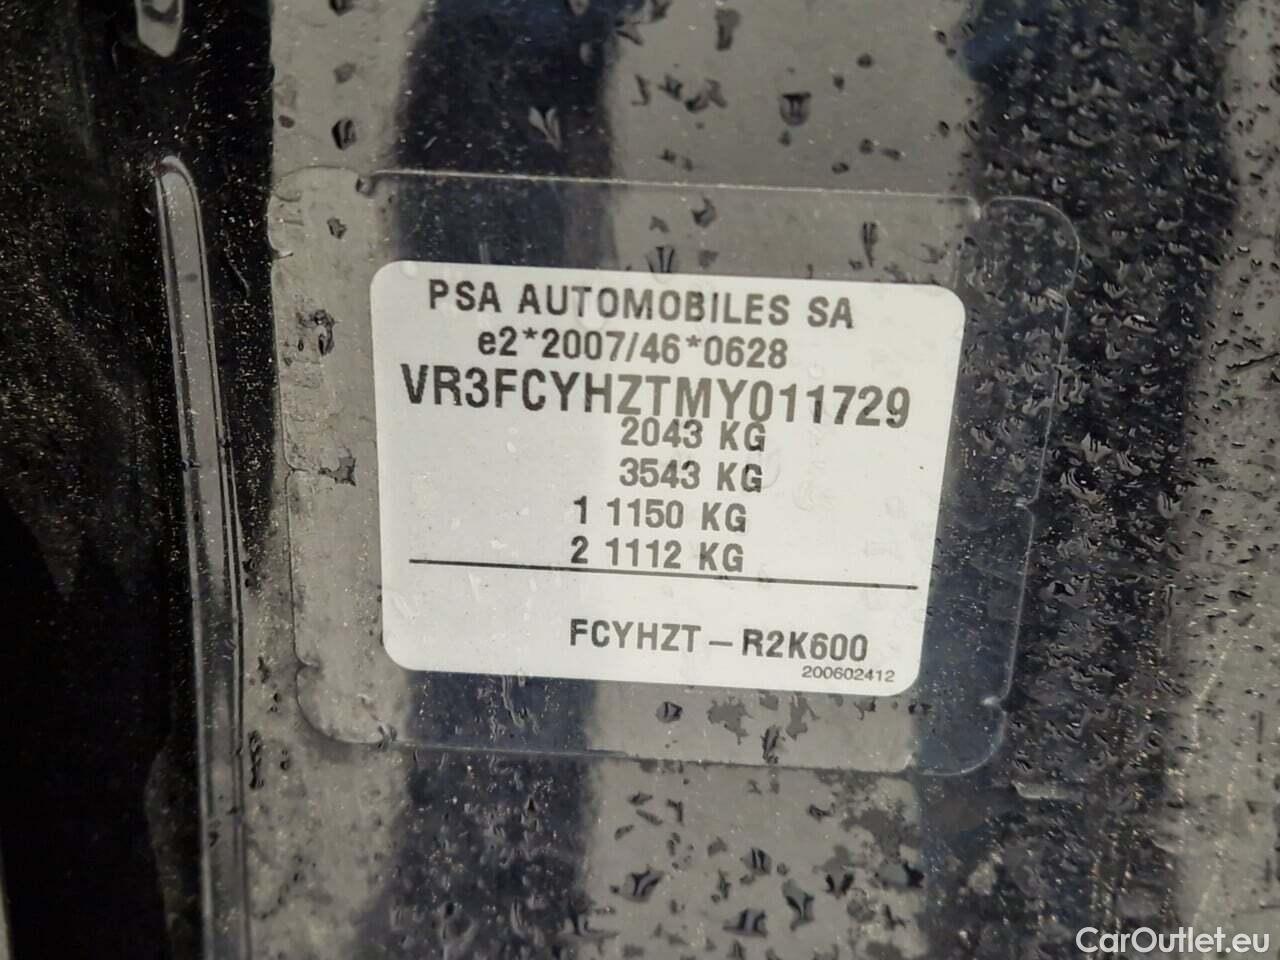 PSA AUTOMOBILES SA
e2*2007/46*0628
VR3FCYHZTMY011729
2043 KG
3543 KG
1 1150 KG
2 1112 KG
FCYHZT - R2K600
200602412
CarOutlet.eu